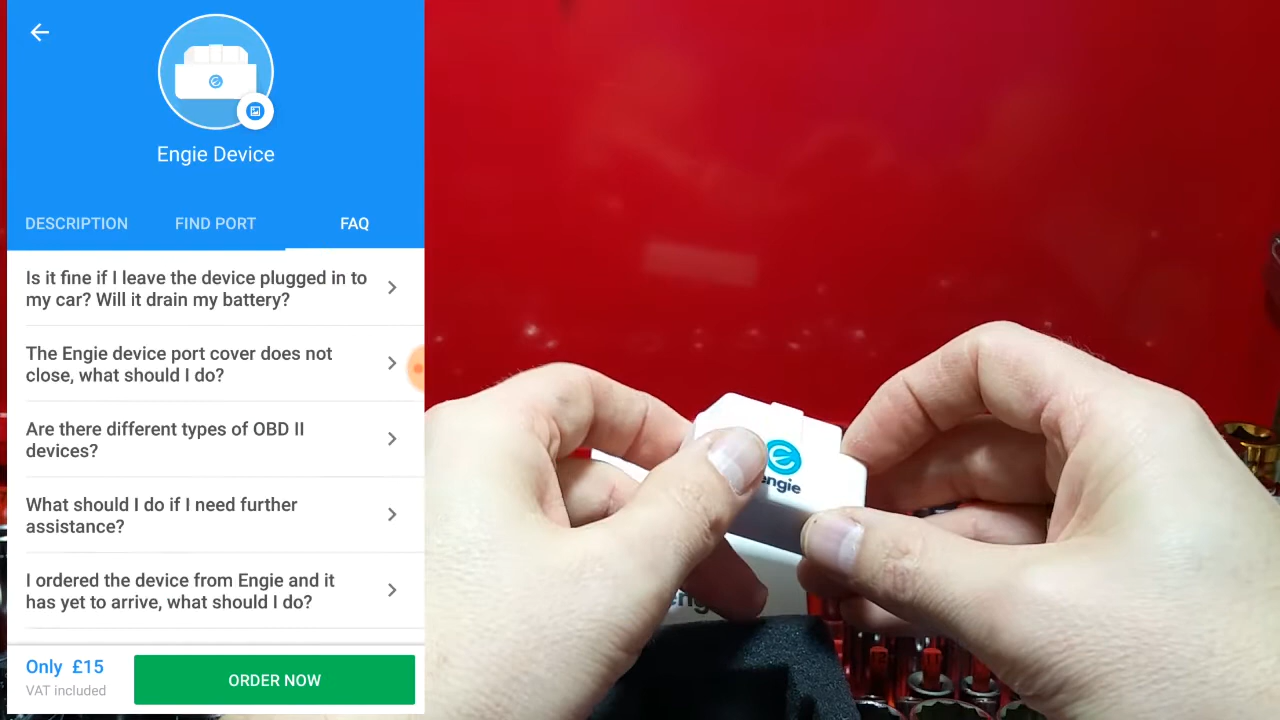 Engie Device
DESCRIPTION
FIND PORT
FAQ
Is it fine if I leave the device plugged in to
my car? Will it drain my battery?
The Engie device port cover does not
close, what should I do?
Are there different types of OBD II
devices?
What should I do if I need further
assistance?
I ordered the device from Engie and it
has yet to arrive, what should I do?
Only £15
VAT included
ORDER NOW
engie